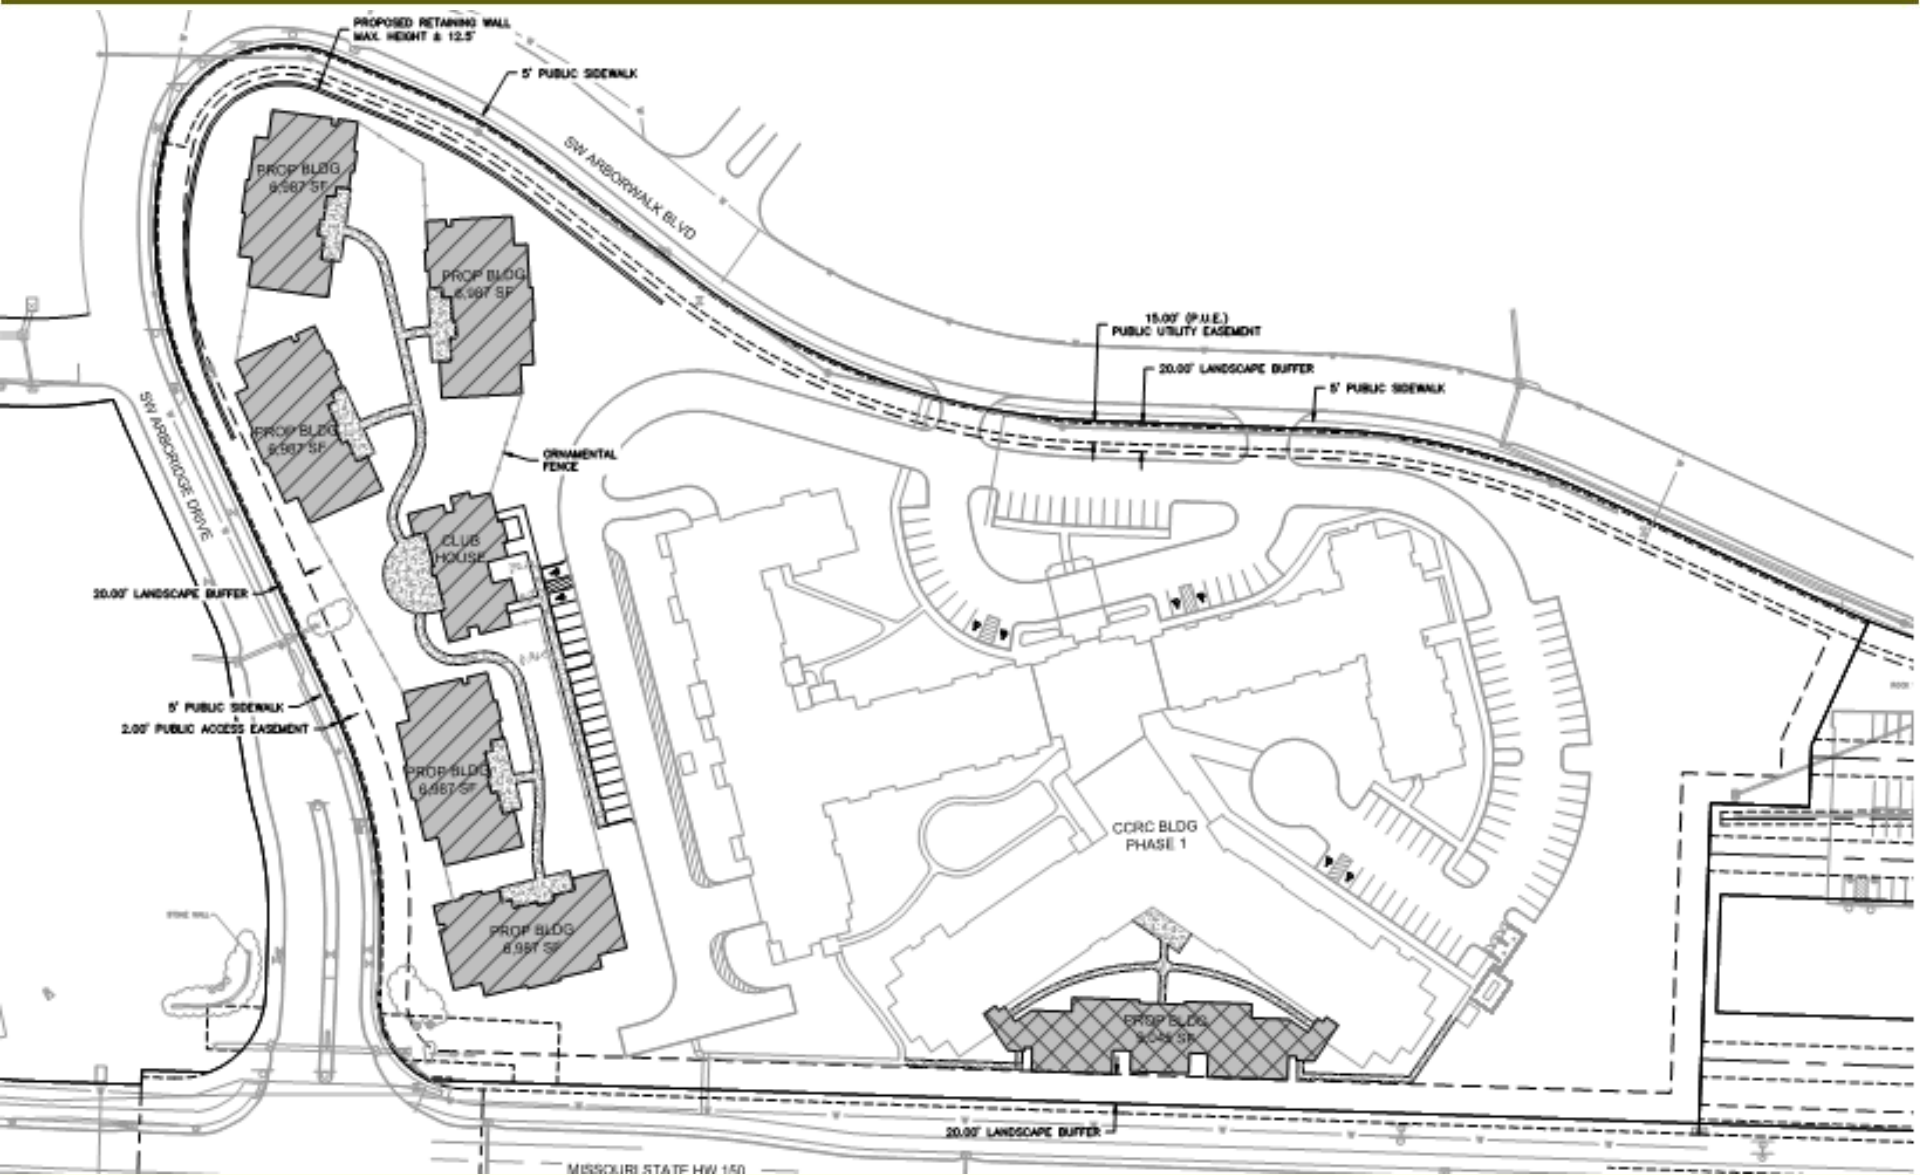 PROPOSED RETAINING WALL
MAX. HEIGHT ± 12.5'
5' PUBLIC SIDEWALK
SW ARBORWALK BLVD
PROP BLDG
6,987 SF
PROP BLDG
6,987 SF
15.00' (P.U.E.)
PUBLIC UTILITY EASEMENT
20.00' LANDSCAPE BUFFER
5' PUBLIC SIDEWALK
SW ARBORIDGE DRIVE
PROP BLDG
6,987 SF
ORNAMENTAL
FENCE
CLUB
HOUSE
20.00' LANDSCAPE BUFFER
5' PUBLIC SIDEWALK
2.00' PUBLIC ACCESS EASEMENT
PROP BLDG
6,987 SF
CCRC BLDG
PHASE 1
STONE WALL
PROP BLDG
6,987 SF
PROP BLDG
SF
20.00' LANDSCAPE BUFFER
MISSOURI STATE HW 150